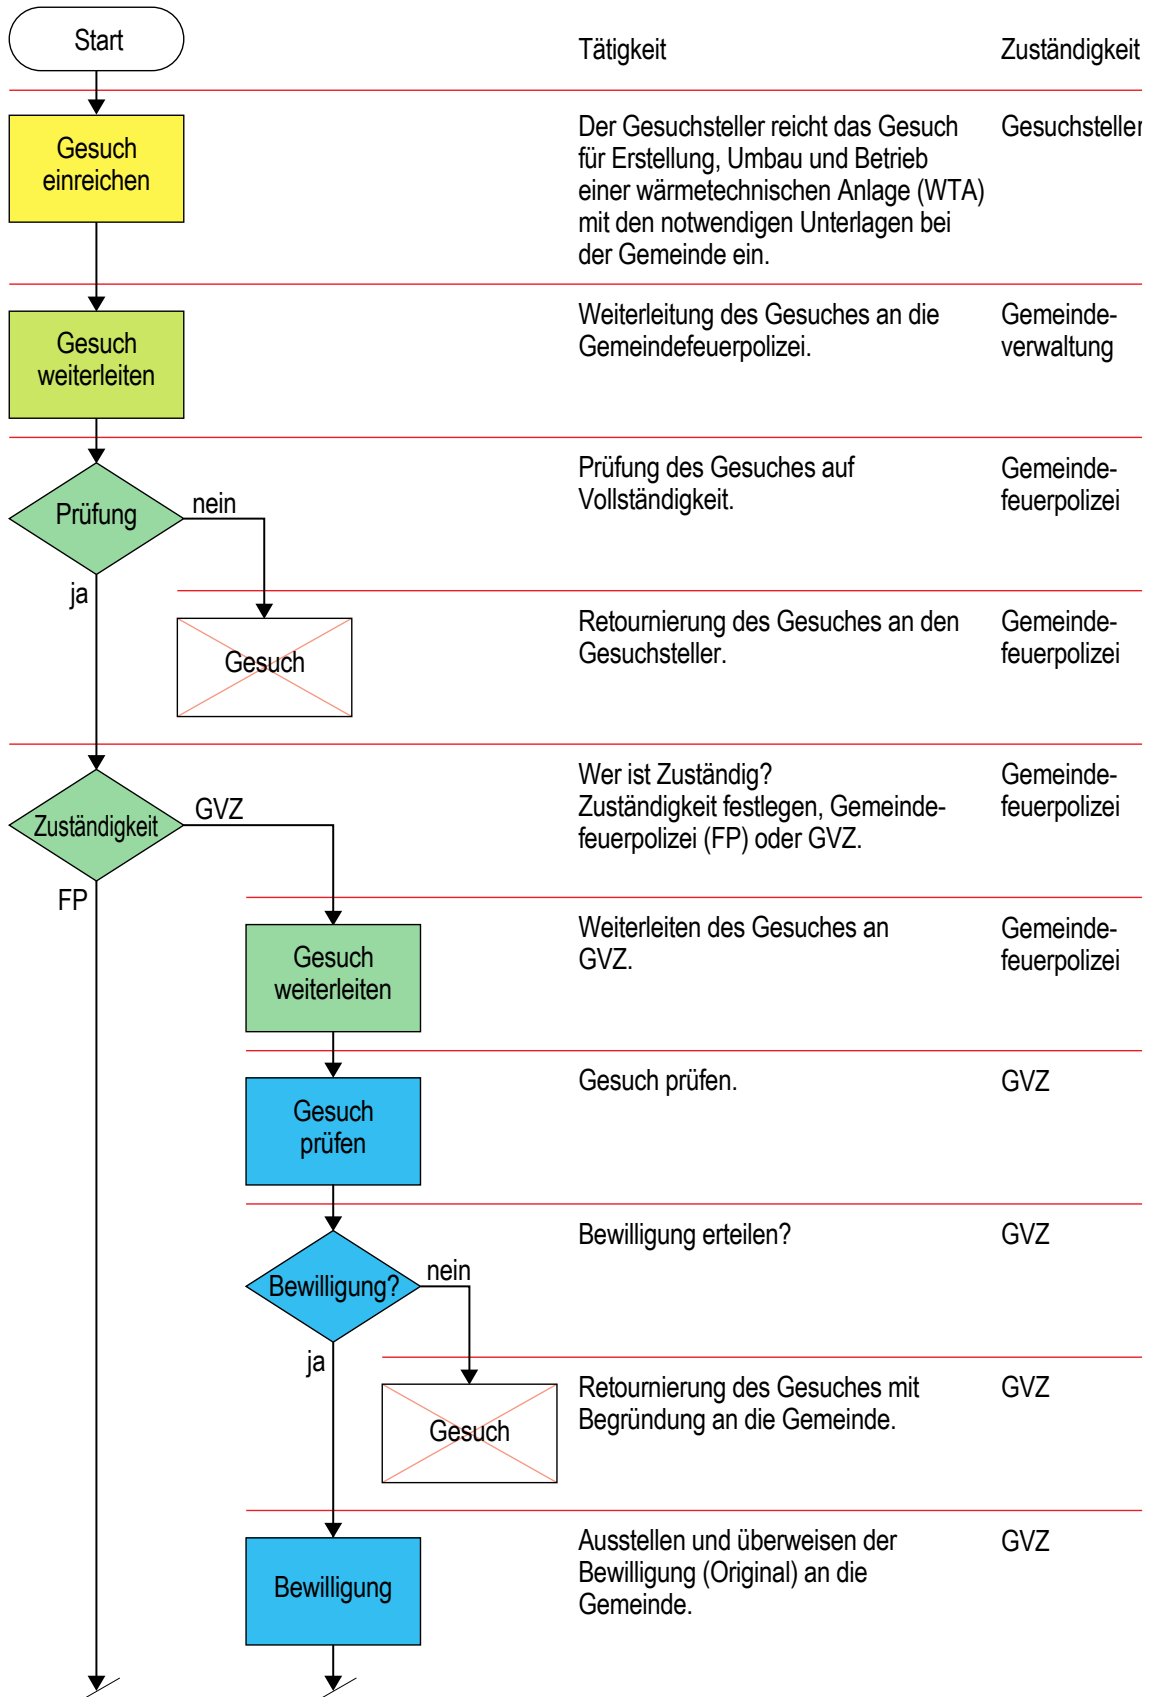 Start
Tätigkeit
Zuständigkeit
Gesuch
einreichen
Der Gesuchsteller reicht das Gesuch
für Erstellung, Umbau und Betrieb
einer wärmetechnischen Anlage (WTA)
mit den notwendigen Unterlagen bei
der Gemeinde ein.
Gesuchsteller
Gesuch
weiterleiten
Weiterleitung des Gesuches an die
Gemeindefeuerpolizei.
Gemeinde-
verwaltung
Prüfung
nein
ja
Prüfung des Gesuches auf
Vollständigkeit.
Gemeinde-
feuerpolizei
Gesuch
Retournierung des Gesuches an den
Gesuchsteller.
Gemeinde-
feuerpolizei
Zuständigkeit
GVZ
FP
Wer ist Zuständig?
Zuständigkeit festlegen, Gemeinde-
feuerpolizei (FP) oder GVZ.
Gemeinde-
feuerpolizei
Gesuch
weiterleiten
Weiterleiten des Gesuches an
GVZ.
Gemeinde-
feuerpolizei
Gesuch
prüfen
Gesuch prüfen.
GVZ
Bewilligung?
nein
ja
Bewilligung erteilen?
GVZ
Gesuch
Retournierung des Gesuches mit
Begründung an die Gemeinde.
GVZ
Bewilligung
Ausstellen und überweisen der
Bewilligung (Original) an die
Gemeinde.
GVZ